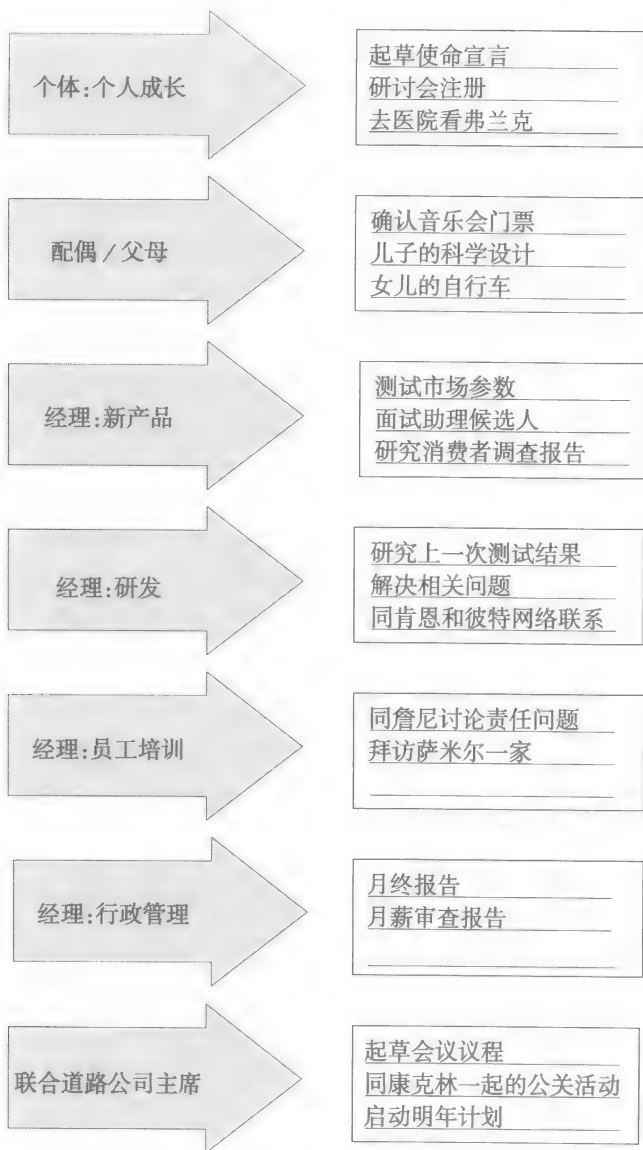 个体:个人成长
起草使命宣言
研讨会注册
去医院看弗兰克
配偶/父母
确认音乐会门票
儿子的科学设计
女儿的自行车
经理:新产品
测试市场参数
面试助理候选人
研究消费者调查报告
经理:研发
研究上一次测试结果
解决相关问题
同肯恩和彼特网络联系
经理:员工培训
同詹尼讨论责任问题
拜访萨米尔一家
经理:行政管理
月终报告
月薪审查报告
联合道路公司主席
起草会议议程
同康克林一起的公关活动
启动明年计划